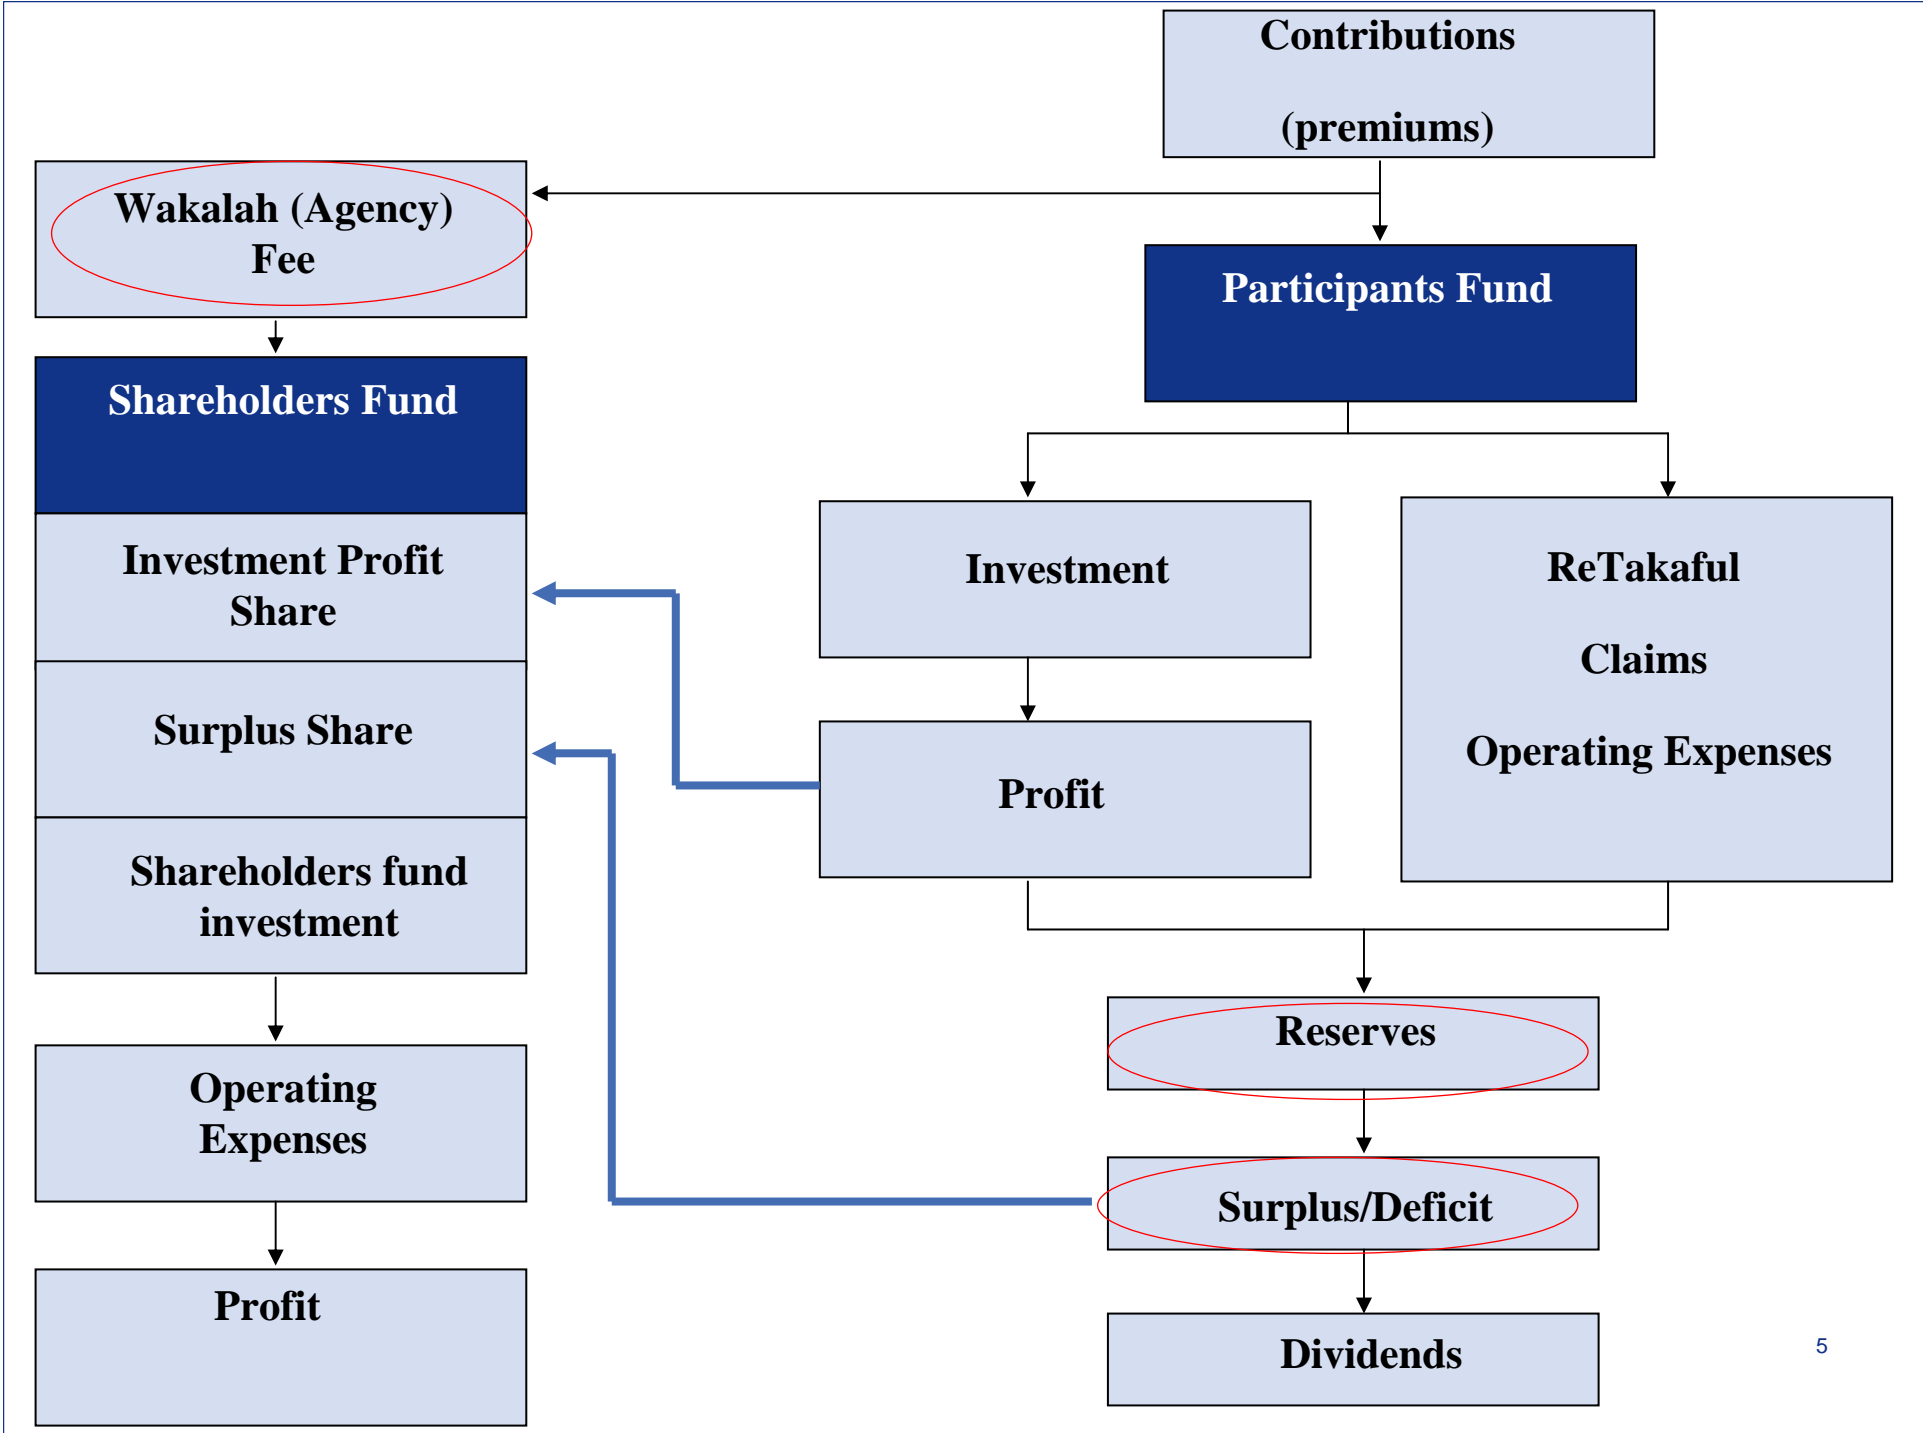 Contributions
(premiums)
Wakalah (Agency)
Fee
Participants Fund
Shareholders Fund
Investment Profit
Share
Surplus Share
Shareholders fund
investment
Investment
Profit
ReTakaful
Claims
Operating Expenses
Reserves
Surplus/Deficit
Dividends
Operating
Expenses
Profit
5